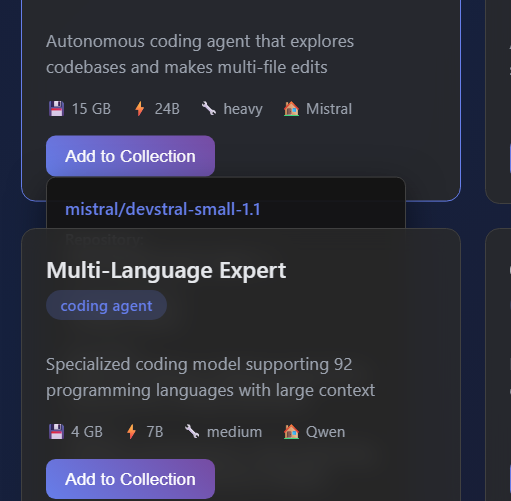 Autonomous coding agent that explores
codebases and makes multi-file edits
💾 15 GB ⚡ 24B 🔧 heavy 🏠 Mistral
Add to Collection
mistral/devstral-small-1.1
Multi-Language Expert
coding agent
Specialized coding model supporting 92
programming languages with large context
💾 4 GB ⚡ 7B 🔧 medium 🏠 Qwen
Add to Collection